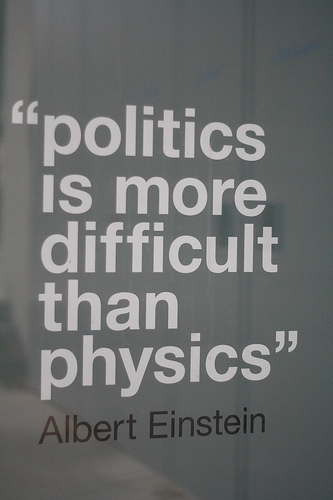 “politics
is more
difficult
than
physics”
Albert Einstein